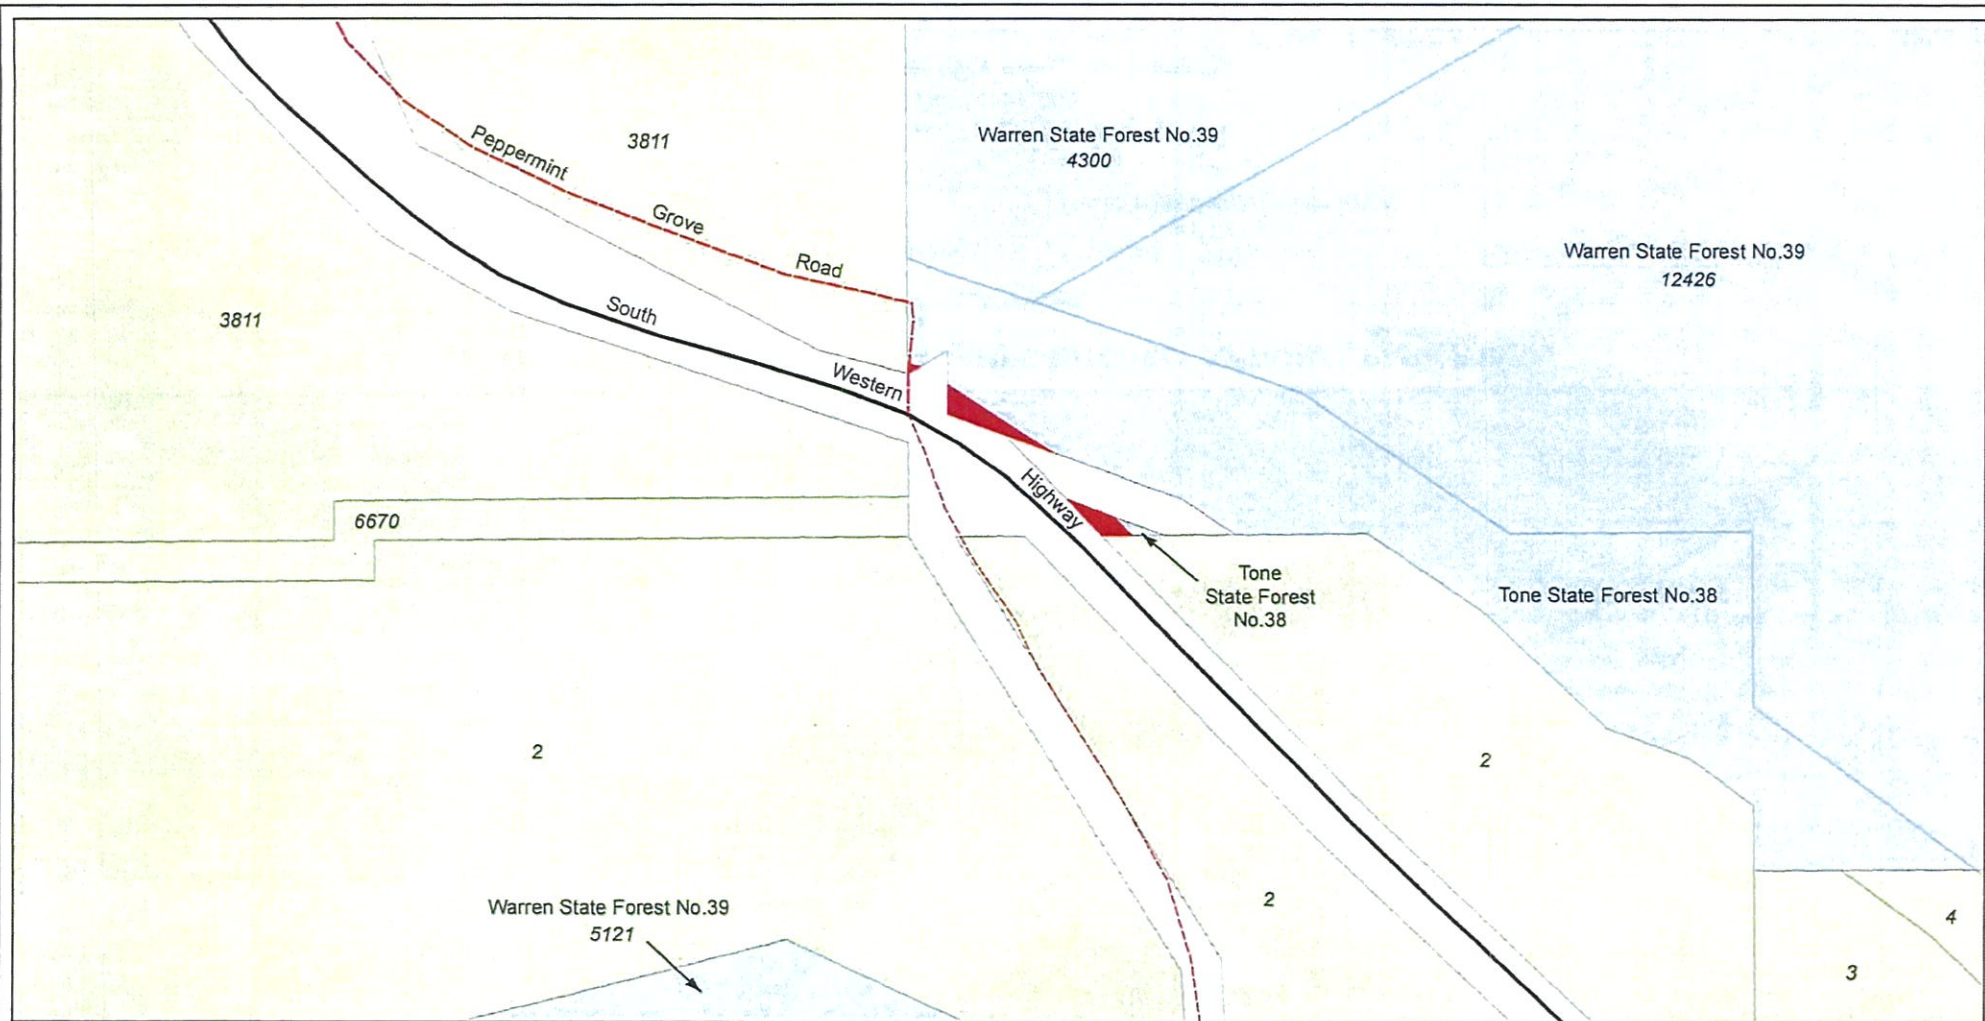 3811
Peppermint
Grove
Road
Warren State Forest No.39
4300
Warren State Forest No.39
12426
3811
South
Western
Highway
6670
Tone
State Forest
No.38
Tone State Forest No.38
2
2
2
Warren State Forest No.39
5121
4
3